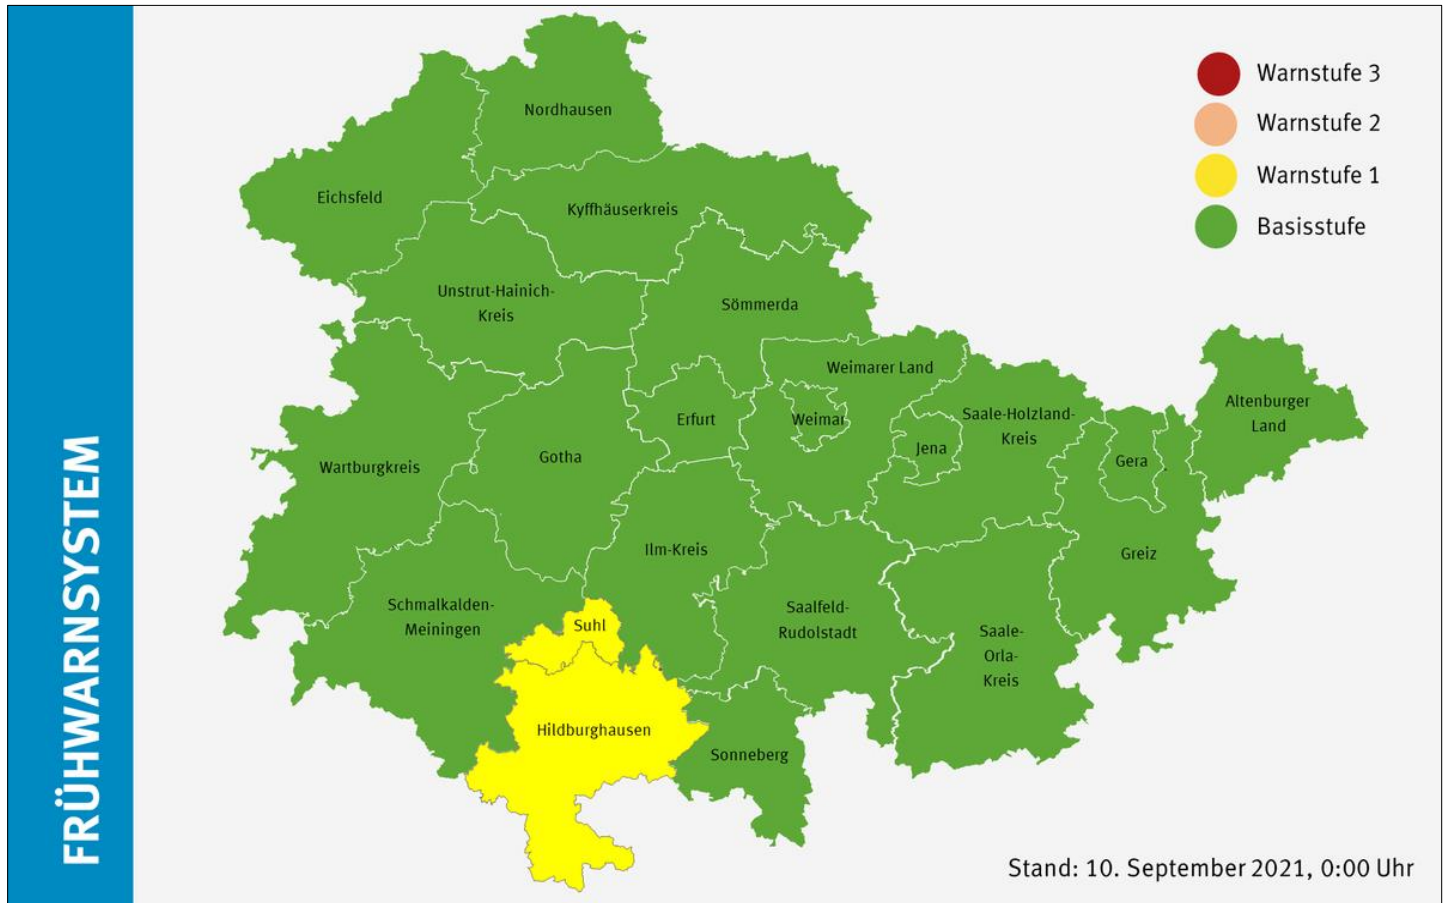 FRÜHWARNSYSTEM
Warnstufe 3
Warnstufe 2
Warnstufe 1
Basisstufe
Nordhausen
Eichsfeld
Kyffhäuserkreis
Unstrut-Hainich-
Kreis
Sömmerda
Weimarer Land
Altenburger
Land
Wartburgkreis
Gotha
Erfurt
Weimar
Jena
Saale-Holzland-
Kreis
Gera
Greiz
Ilm-Kreis
Schmalkalden-
Meiningen
Suhl
Saalfeld-
Rudolstadt
Saale-
Orla-
Kreis
Hildburghausen
Sonneberg
Stand: 10. September 2021, 0:00 Uhr